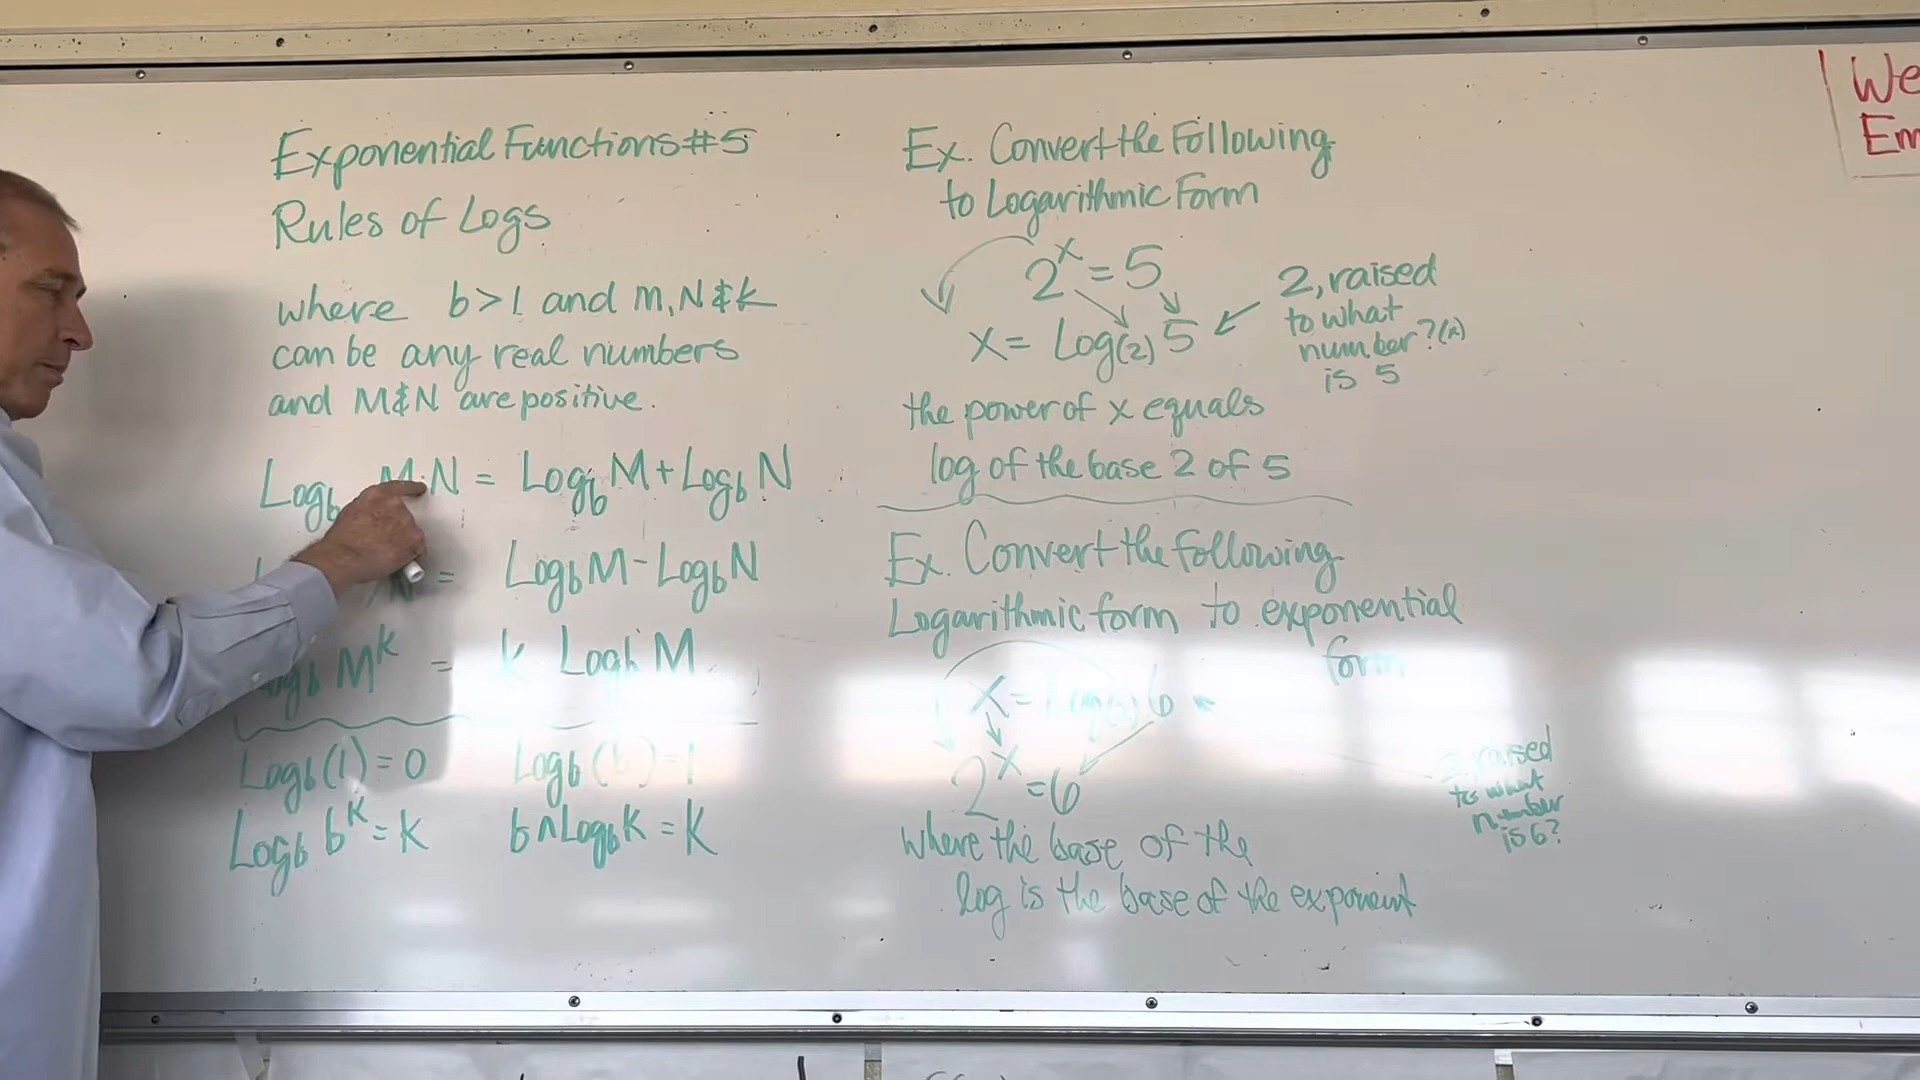 Exponential Functions #5
Rules of Logs
where b > 1 and m, N & k
can be any real numbers
and M & N are positive.
Log_b M·N = Log_b M + Log_b N
N = Log_b M - Log_b N
Log_b M^k = k Log_b M
Log_b (1) = 0 Log_b (b) = 1
Log_b b^k = k b ^ Log_b k = k
Ex. Convert the Following
to Logarithmic Form
2^x = 5
x = Log(2) 5
2, raised
to what
number? (x)
is 5
the power of x equals
log of the base 2 of 5
Ex. Convert the following
Logarithmic form to exponential
form
x = Log(2) 6
2^x = 6
2, raised
to what
number
is 6?
where the base of the
log is the base of the exponent
We
Em